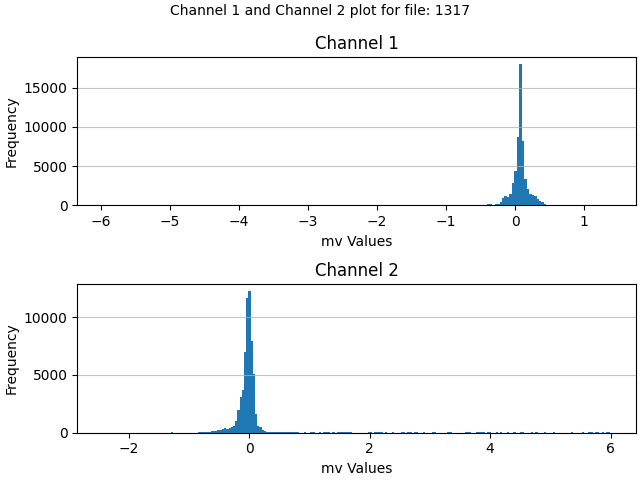 Channel 1 and Channel 2 plot for file: 1317
Channel 1
Frequency
15000
10000
5000
0
−6 −5 −4 −3 −2 −1 0 1
mv Values
Channel 2
Frequency
10000
5000
0
−2 0 2 4 6
mv Values